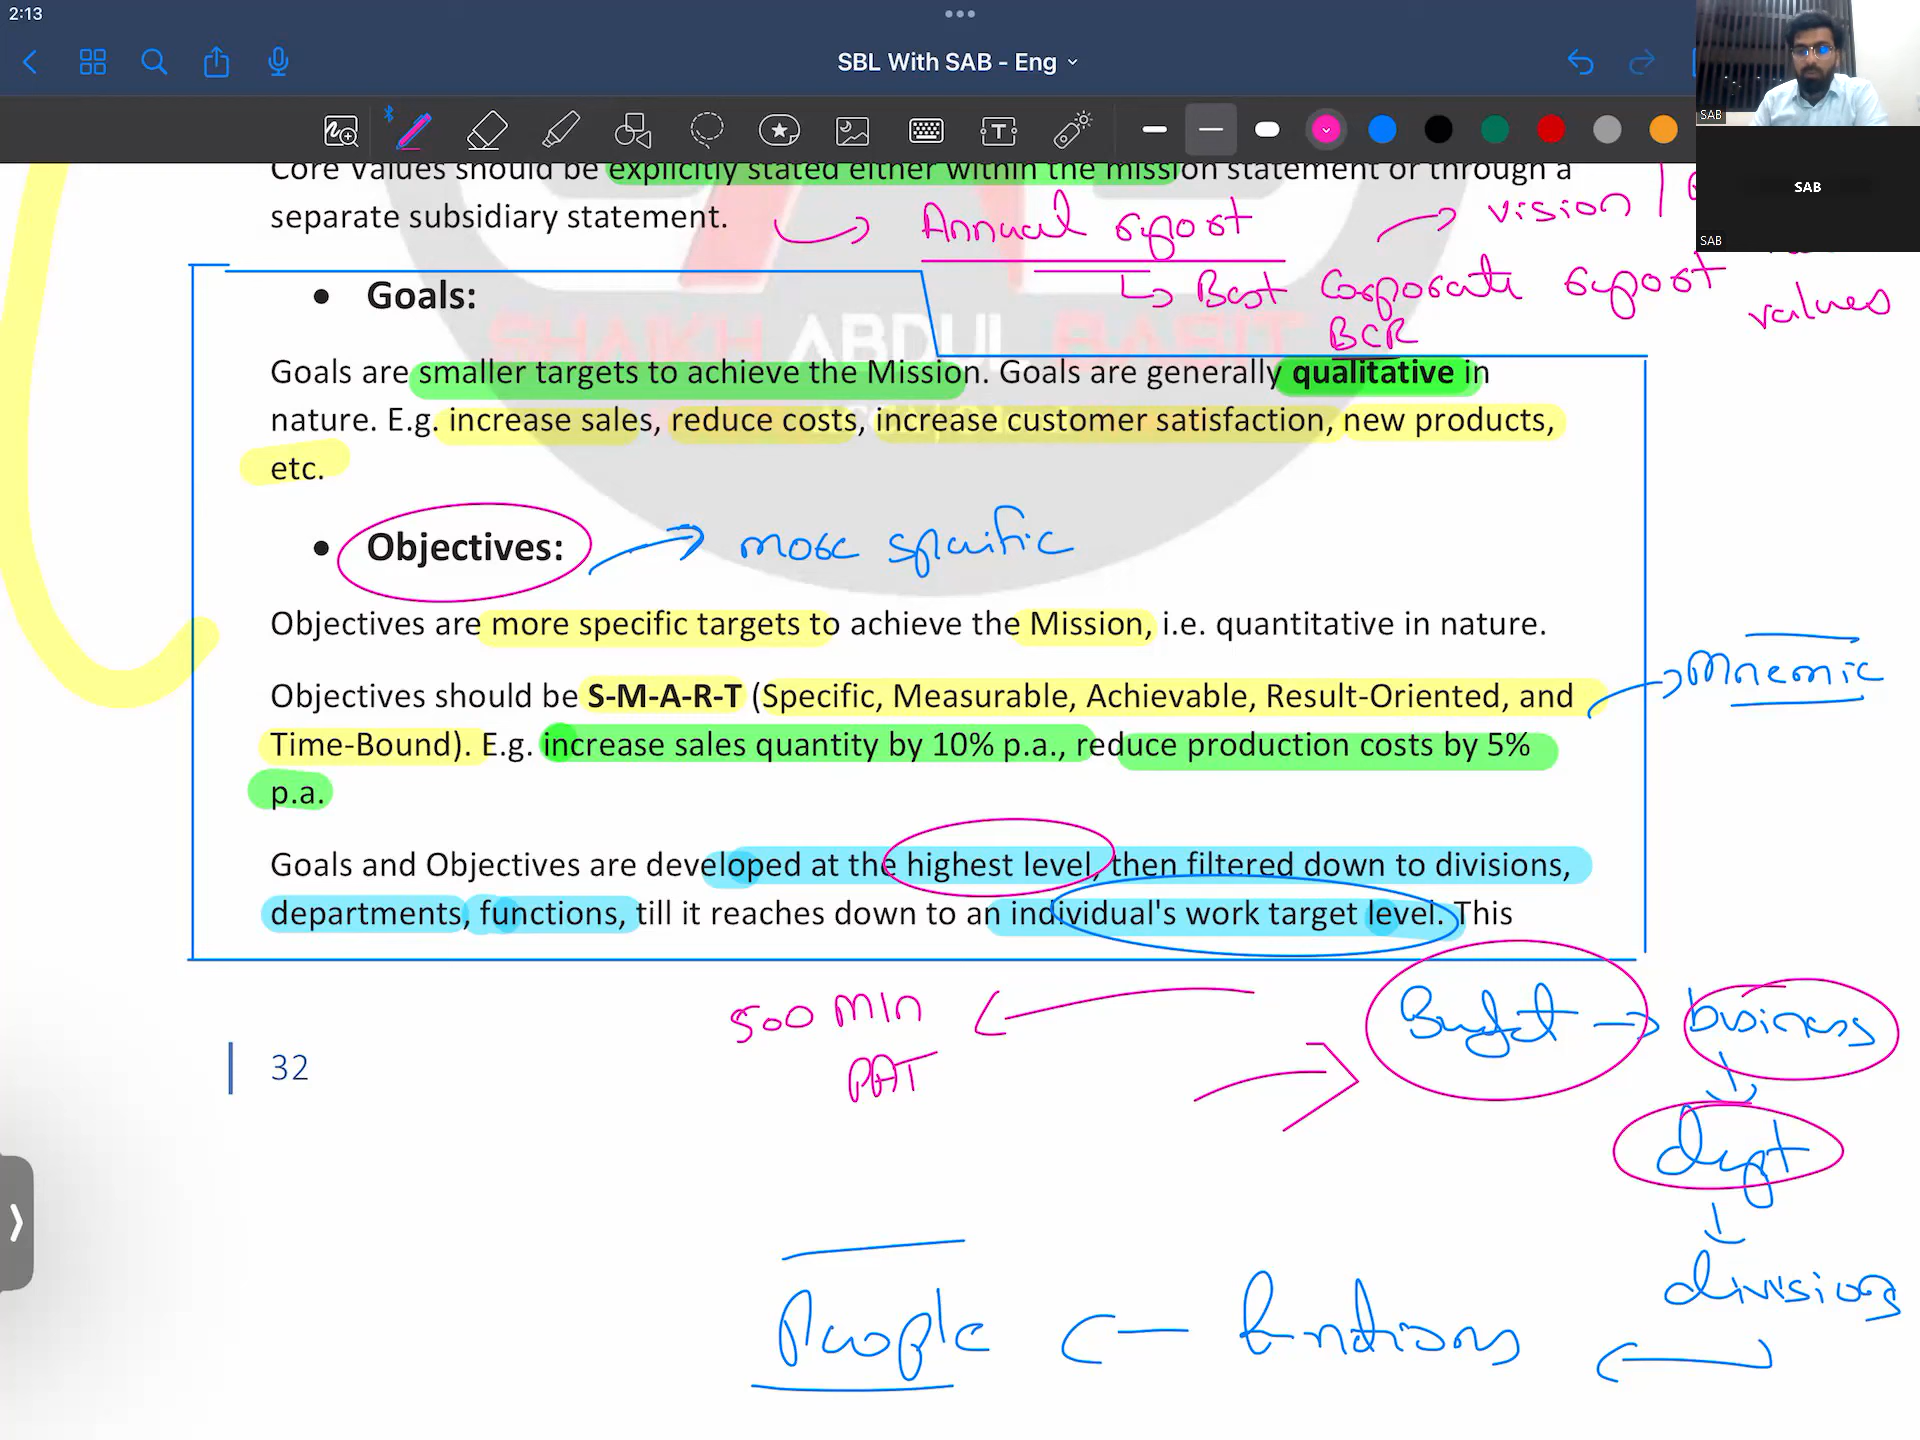 2:13
SBL With SAB - Eng
SAB
SAB
SAB
Core Values should be explicitly stated either within the mission statement or through a
separate subsidiary statement.
Annual report
vision /
Best Corporate report
values
BCR
SHAIKH ABDUL BASIT
• Goals:
Goals are smaller targets to achieve the Mission. Goals are generally qualitative in
nature. E.g. increase sales, reduce costs, increase customer satisfaction, new products,
etc.
• Objectives:
more specific
Objectives are more specific targets to achieve the Mission, i.e. quantitative in nature.
Mnemic
Objectives should be S-M-A-R-T (Specific, Measurable, Achievable, Result-Oriented, and
Time-Bound). E.g. increase sales quantity by 10% p.a., reduce production costs by 5%
p.a.
Goals and Objectives are developed at the highest level, then filtered down to divisions,
departments, functions, till it reaches down to an individual's work target level. This
500 mln
PAT
Budget
business
32
dept
divisions
functions
People